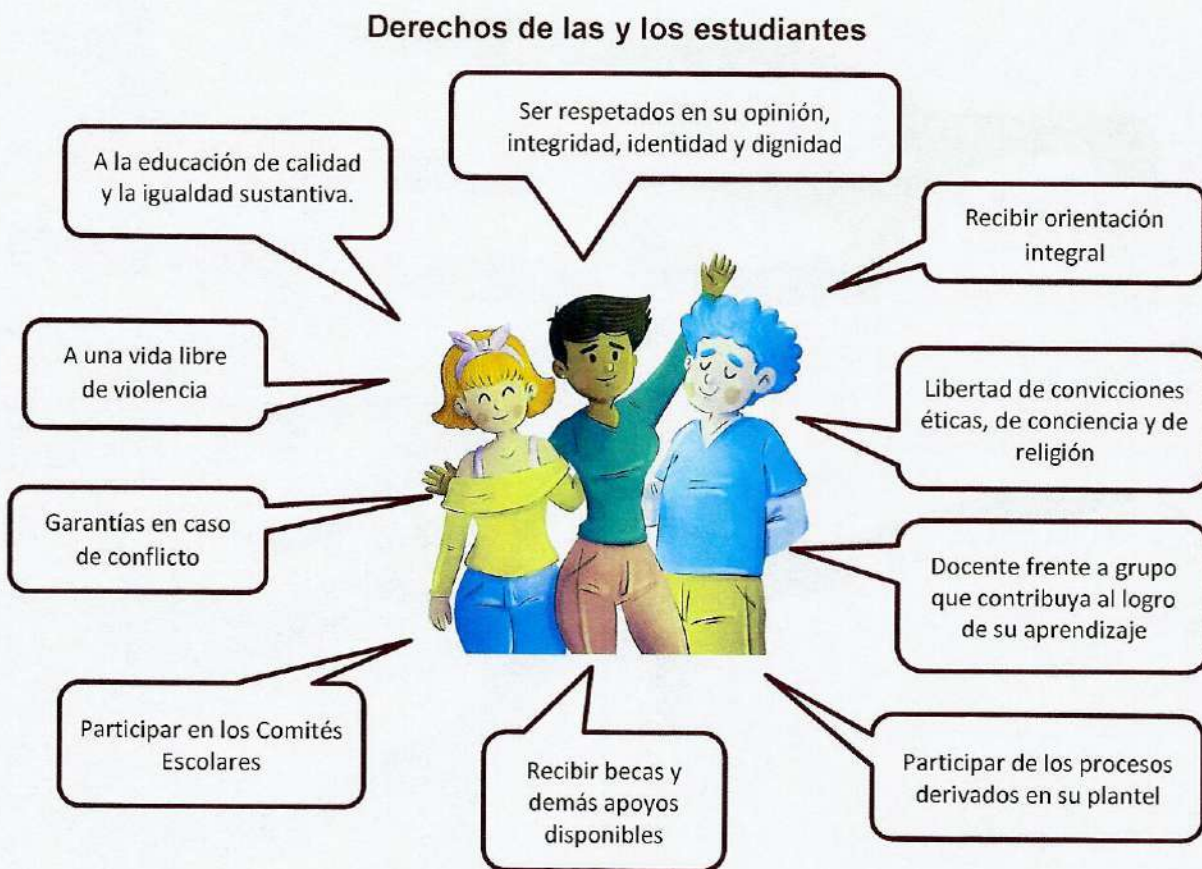 Derechos de las y los estudiantes
Ser respetados en su opinión,
integridad, identidad y dignidad
A la educación de calidad
y la igualdad sustantiva.
Recibir orientación
integral
A una vida libre
de violencia
Libertad de convicciones
éticas, de conciencia y de
religión
Garantías en caso
de conflicto
Docente frente a grupo
que contribuya al logro
de su aprendizaje
Participar en los Comités
Escolares
Recibir becas y
demás apoyos
disponibles
Participar de los procesos
derivados en su plantel